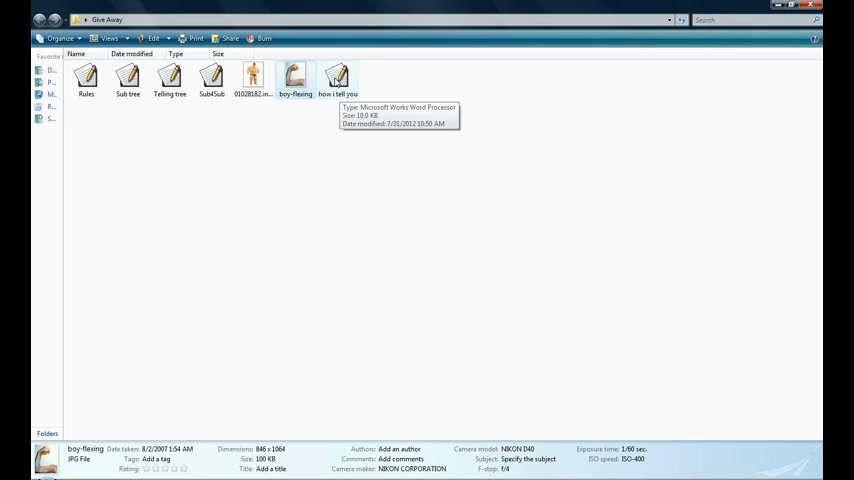 Give Away
Search
Organize Views Edit Print Share Burn
Favorite
Name Date modified Type Size
D...
P...
M...
R...
S...
Rules Sub tree Telling tree Sub4Sub 01028182.in... boy-flexing how i tell you
Type: Microsoft Works Word Processor
Size: 10.0 KB
Date modified: 7/31/2012 10:50 AM
Folders
boy-flexing Date taken: 8/2/2007 1:54 AM Dimensions: 846 x 1064 Authors: Add an author Camera model: NIKON D40 Exposure time: 1/60 sec.
JPG File Tags: Add a tag Size: 100 KB Comments: Add comments Subject: Specify the subject ISO speed: ISO-400
Rating: Title: Add a title Camera maker: NIKON CORPORATION F-stop: f/4